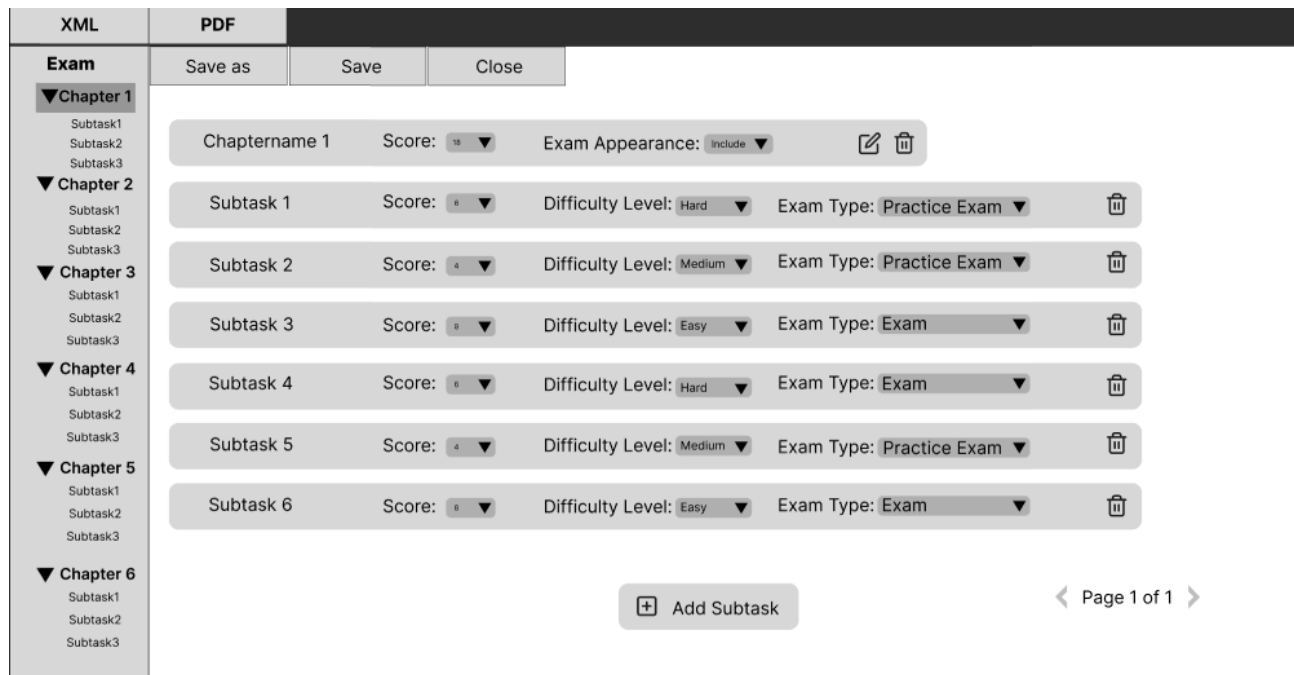 XML PDF
Exam
Save as Save Close
Chapter 1
Subtask1
Subtask2
Subtask3
Chapter 2
Subtask1
Subtask2
Subtask3
Chapter 3
Subtask1
Subtask2
Subtask3
Chapter 4
Subtask1
Subtask2
Subtask3
Chapter 5
Subtask1
Subtask2
Subtask3
Chapter 6
Subtask1
Subtask2
Subtask3
Chaptername 1 Score: 18 Exam Appearance: Include
Subtask 1 Score: Difficulty Level: Hard Exam Type: Practice Exam
Subtask 2 Score: 4 Difficulty Level: Medium Exam Type: Practice Exam
Subtask 3 Score: Difficulty Level: Easy Exam Type: Exam
Subtask 4 Score: 6 Difficulty Level: Hard Exam Type: Exam
Subtask 5 Score: 4 Difficulty Level: Medium Exam Type: Practice Exam
Subtask 6 Score: Difficulty Level: Easy Exam Type: Exam
Add Subtask
Page 1 of 1